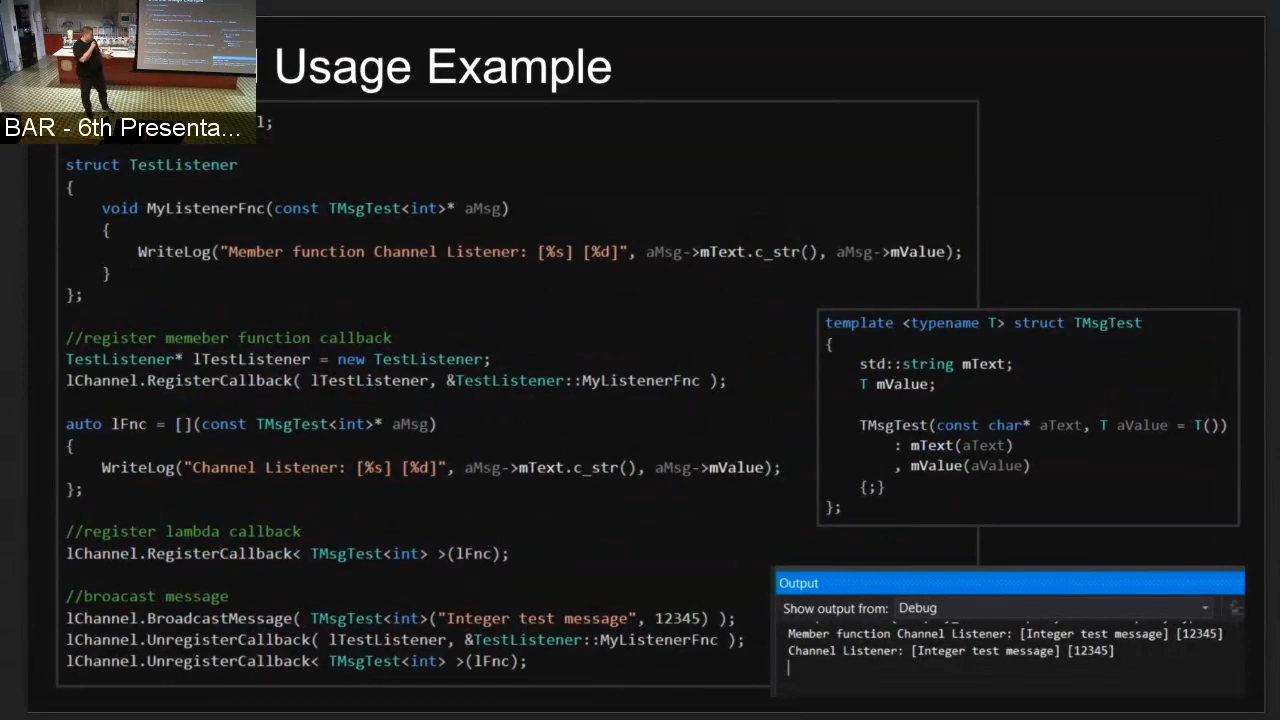 Usage Example
BAR - 6th Presenta...
l;
struct TestListener
{
void MyListenerFnc(const TMsgTest<int>* aMsg)
{
WriteLog("Member function Channel Listener: [%s] [%d]", aMsg->mText.c_str(), aMsg->mValue);
}
};
//register memeber function callback
TestListener* lTestListener = new TestListener;
lChannel.RegisterCallback( lTestListener, &TestListener::MyListenerFnc );
auto lFnc = [](const TMsgTest<int>* aMsg)
{
WriteLog("Channel Listener: [%s] [%d]", aMsg->mText.c_str(), aMsg->mValue);
};
//register lambda callback
lChannel.RegisterCallback< TMsgTest<int> >(lFnc);
//broacast message
lChannel.BroadcastMessage( TMsgTest<int>("Integer test message", 12345) );
lChannel.UnregisterCallback( lTestListener, &TestListener::MyListenerFnc );
lChannel.UnregisterCallback< TMsgTest<int> >(lFnc);
template <typename T> struct TMsgTest
{
std::string mText;
T mValue;
TMsgTest(const char* aText, T aValue = T())
: mText(aText)
, mValue(aValue)
{;}
};
Output
Show output from: Debug
Member function Channel Listener: [Integer test message] [12345]
Channel Listener: [Integer test message] [12345]